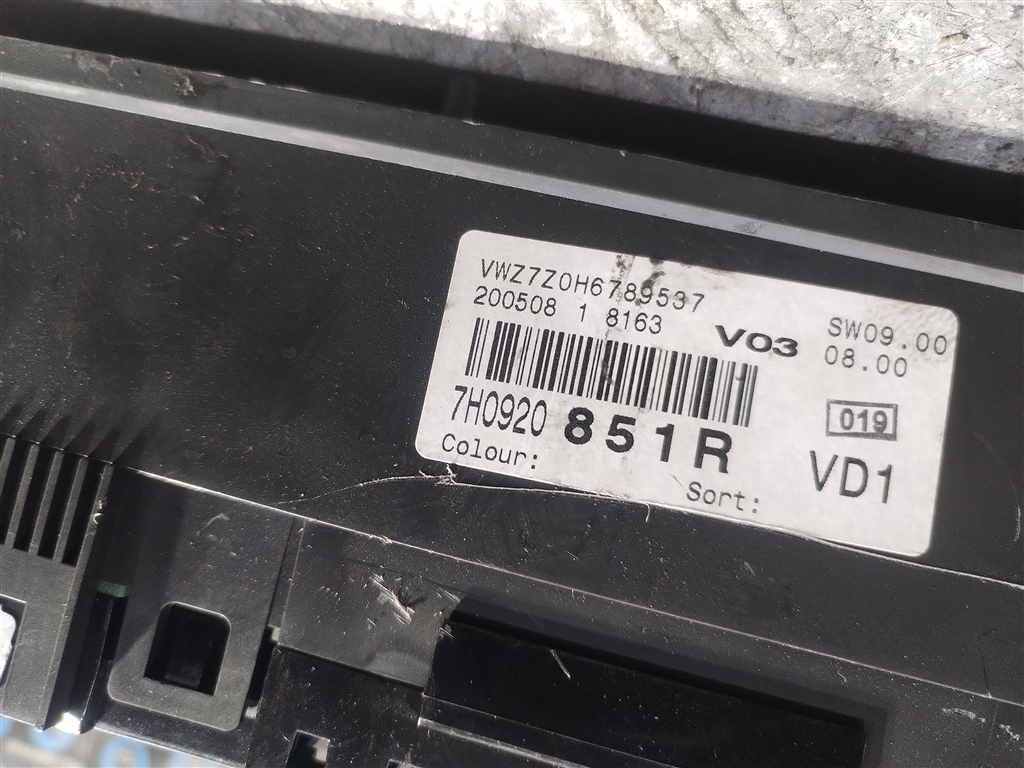 VWZ7Z0H6789537
200508 1 8163
V03
SW09.00
08.00
7H0920 851R
019
Colour:
Sort:
VD1